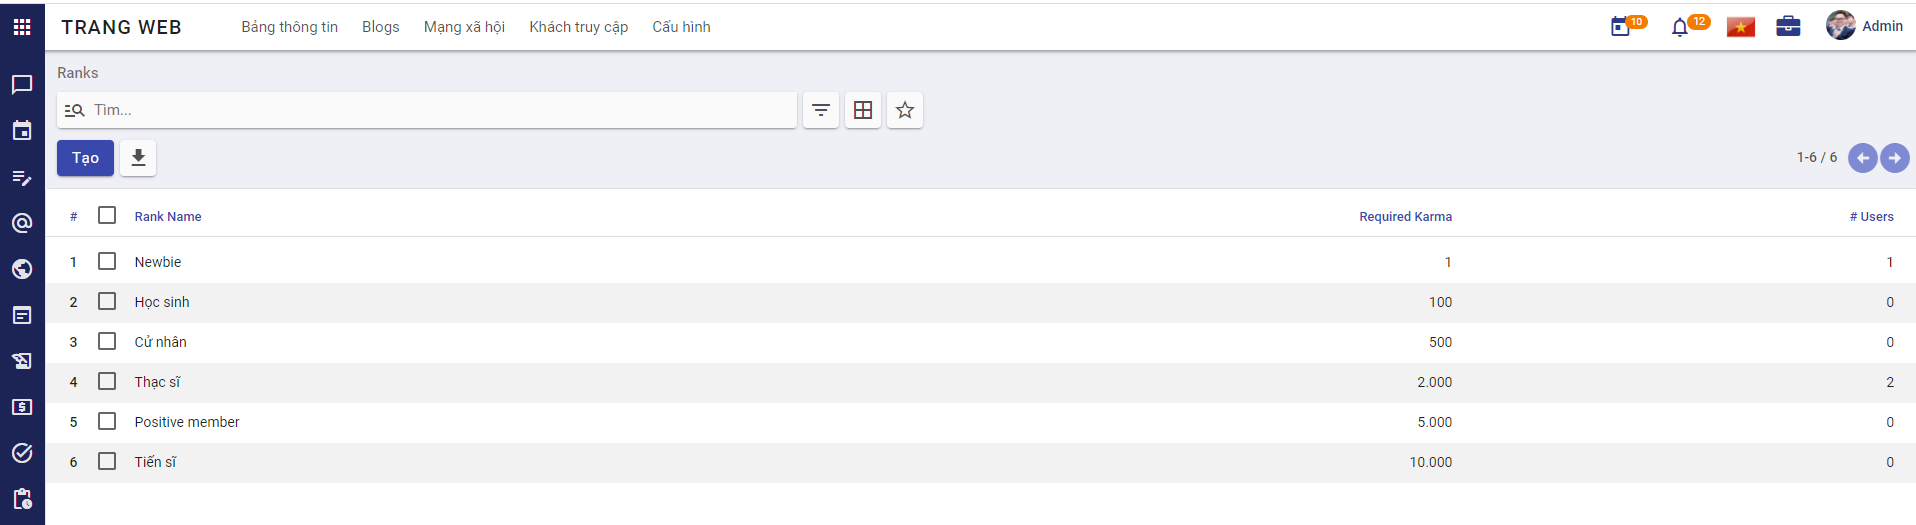 TRANG WEB Bảng thông tin Blogs Mạng xã hội Khách truy cập Cấu hình 10 12 Admin
Ranks
Tìm...
Tạo 1-6 / 6
# Rank Name Required Karma # Users
1 Newbie 1 1
2 Học sinh 100 0
3 Cử nhân 500 0
4 Thạc sĩ 2.000 2
5 Positive member 5.000 0
6 Tiến sĩ 10.000 0